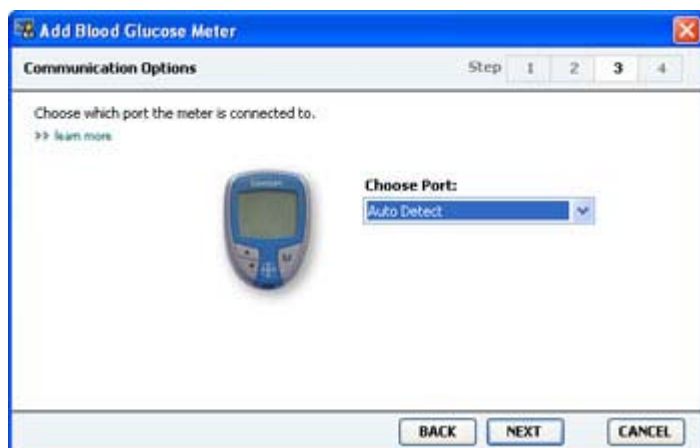 Add Blood Glucose Meter
Communication Options
Step 1 2 3 4
Choose which port the meter is connected to.
>> learn more
Choose Port:
Auto Detect
BACK NEXT CANCEL